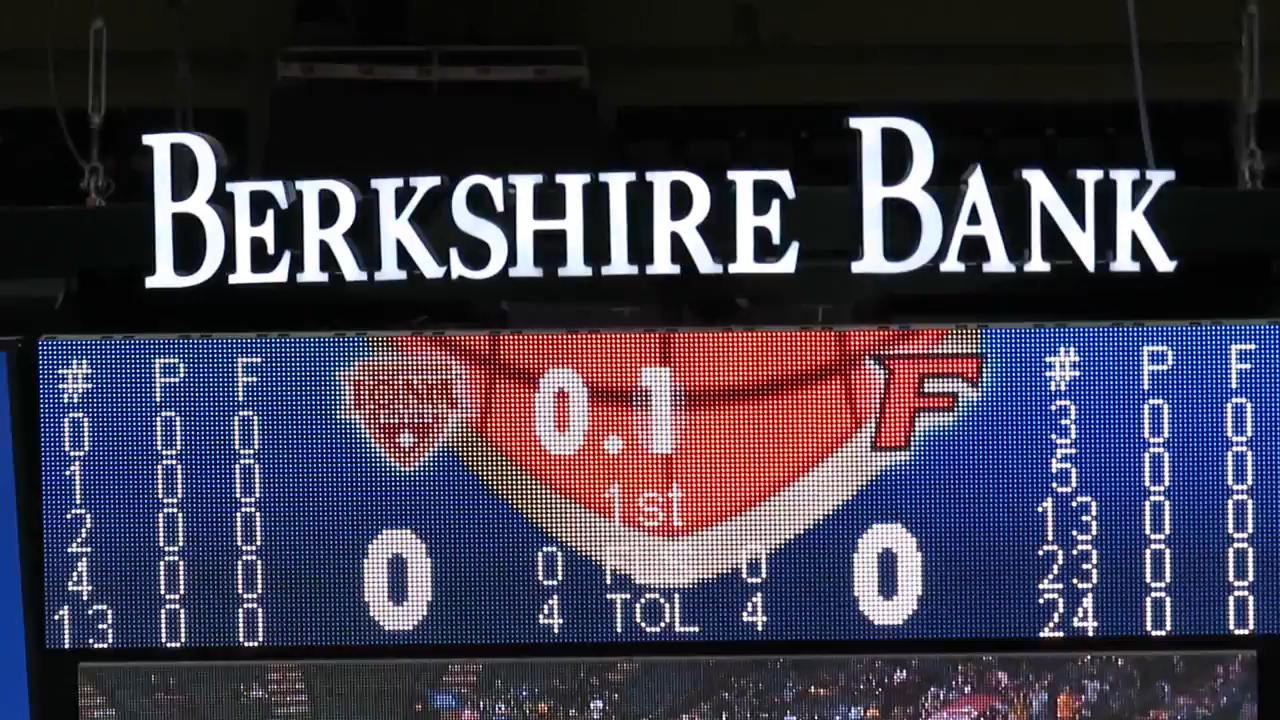 BERKSHIRE BANK
# P F 0.1 F # P F
0 0 0 3 0 0
1 0 0 1st 5 0 0
2 0 0 13 0 0
4 0 0 0 0 F 0 0 23 0 0
13 0 0 4 TOL 4 24 0 0